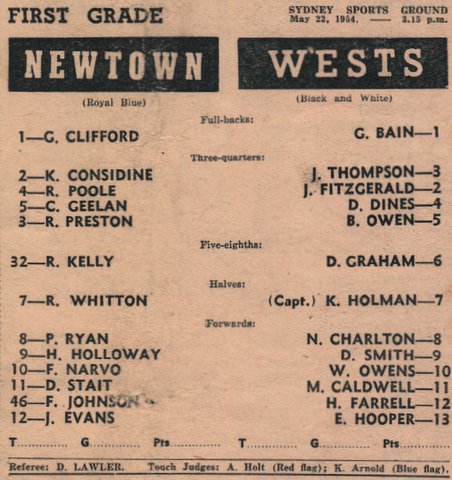 FIRST GRADE
SYDNEY SPORTS GROUND
May 22, 1954. — 3.15 p.m.
NEWTOWN
WESTS
(Royal Blue)
(Black and White)
Full-backs:
1—G. CLIFFORD G. BAIN—1
Three-quarters:
2—K. CONSIDINE J. THOMPSON—3
4—R. POOLE J. FITZGERALD—2
5—C. GEELAN D. DINES—4
3—R. PRESTON B. OWEN—5
Five-eighths:
32—R. KELLY D. GRAHAM—6
Halves:
7—R. WHITTON (Capt.) K. HOLMAN—7
Forwards:
8—P. RYAN N. CHARLTON—8
9—H. HOLLOWAY D. SMITH—9
10—F. NARVO W. OWENS—10
11—D. STAIT M. CALDWELL—11
46—F. JOHNSON H. FARRELL—12
12—J. EVANS E. HOOPER—13
T............ G............ Pts............ T............ G............ Pts............
Referee: D. LAWLER. Touch Judges: A. Holt (Red flag); K. Arnold (Blue flag).